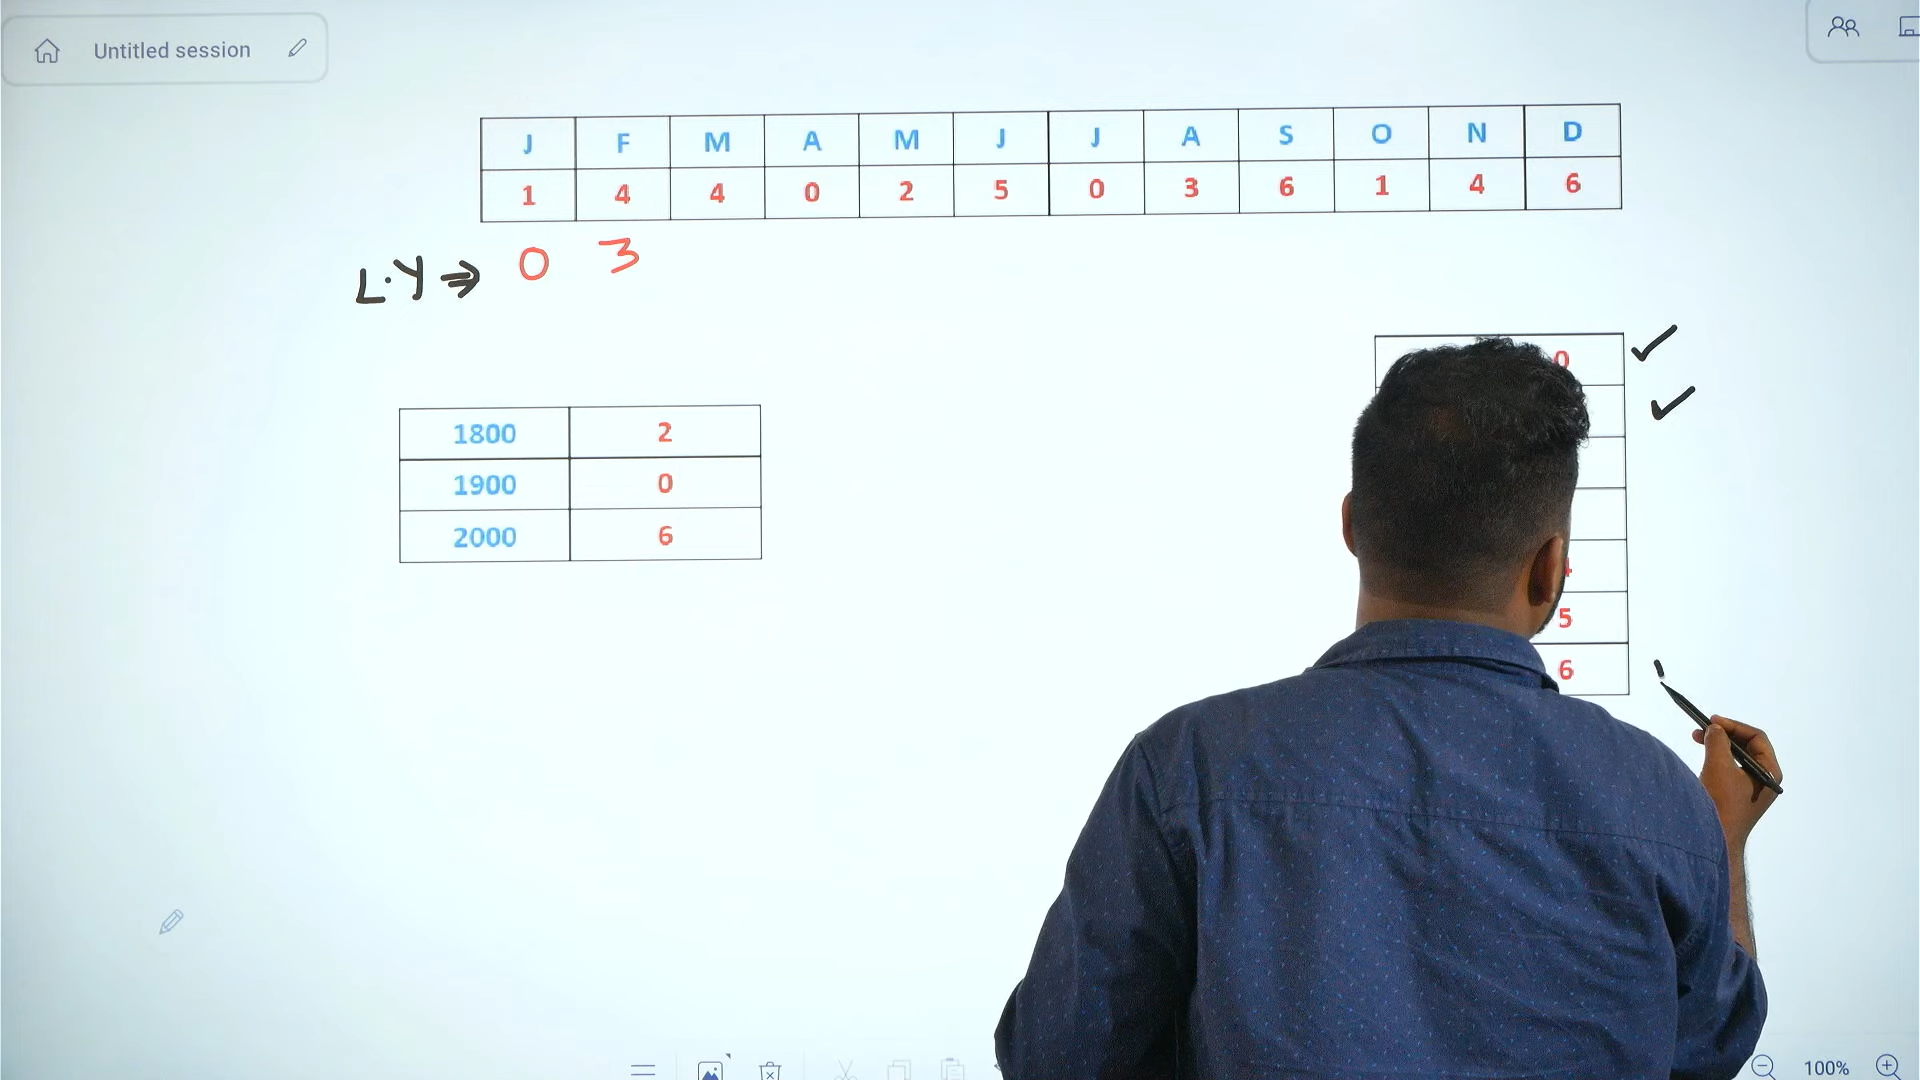 Untitled session
J F M A M J J A S O N D
1 4 4 0 2 5 0 3 6 1 4 6
L.Y ⇒ 0 3
0
1800 2
1900 0
2000 6
5
6
100%